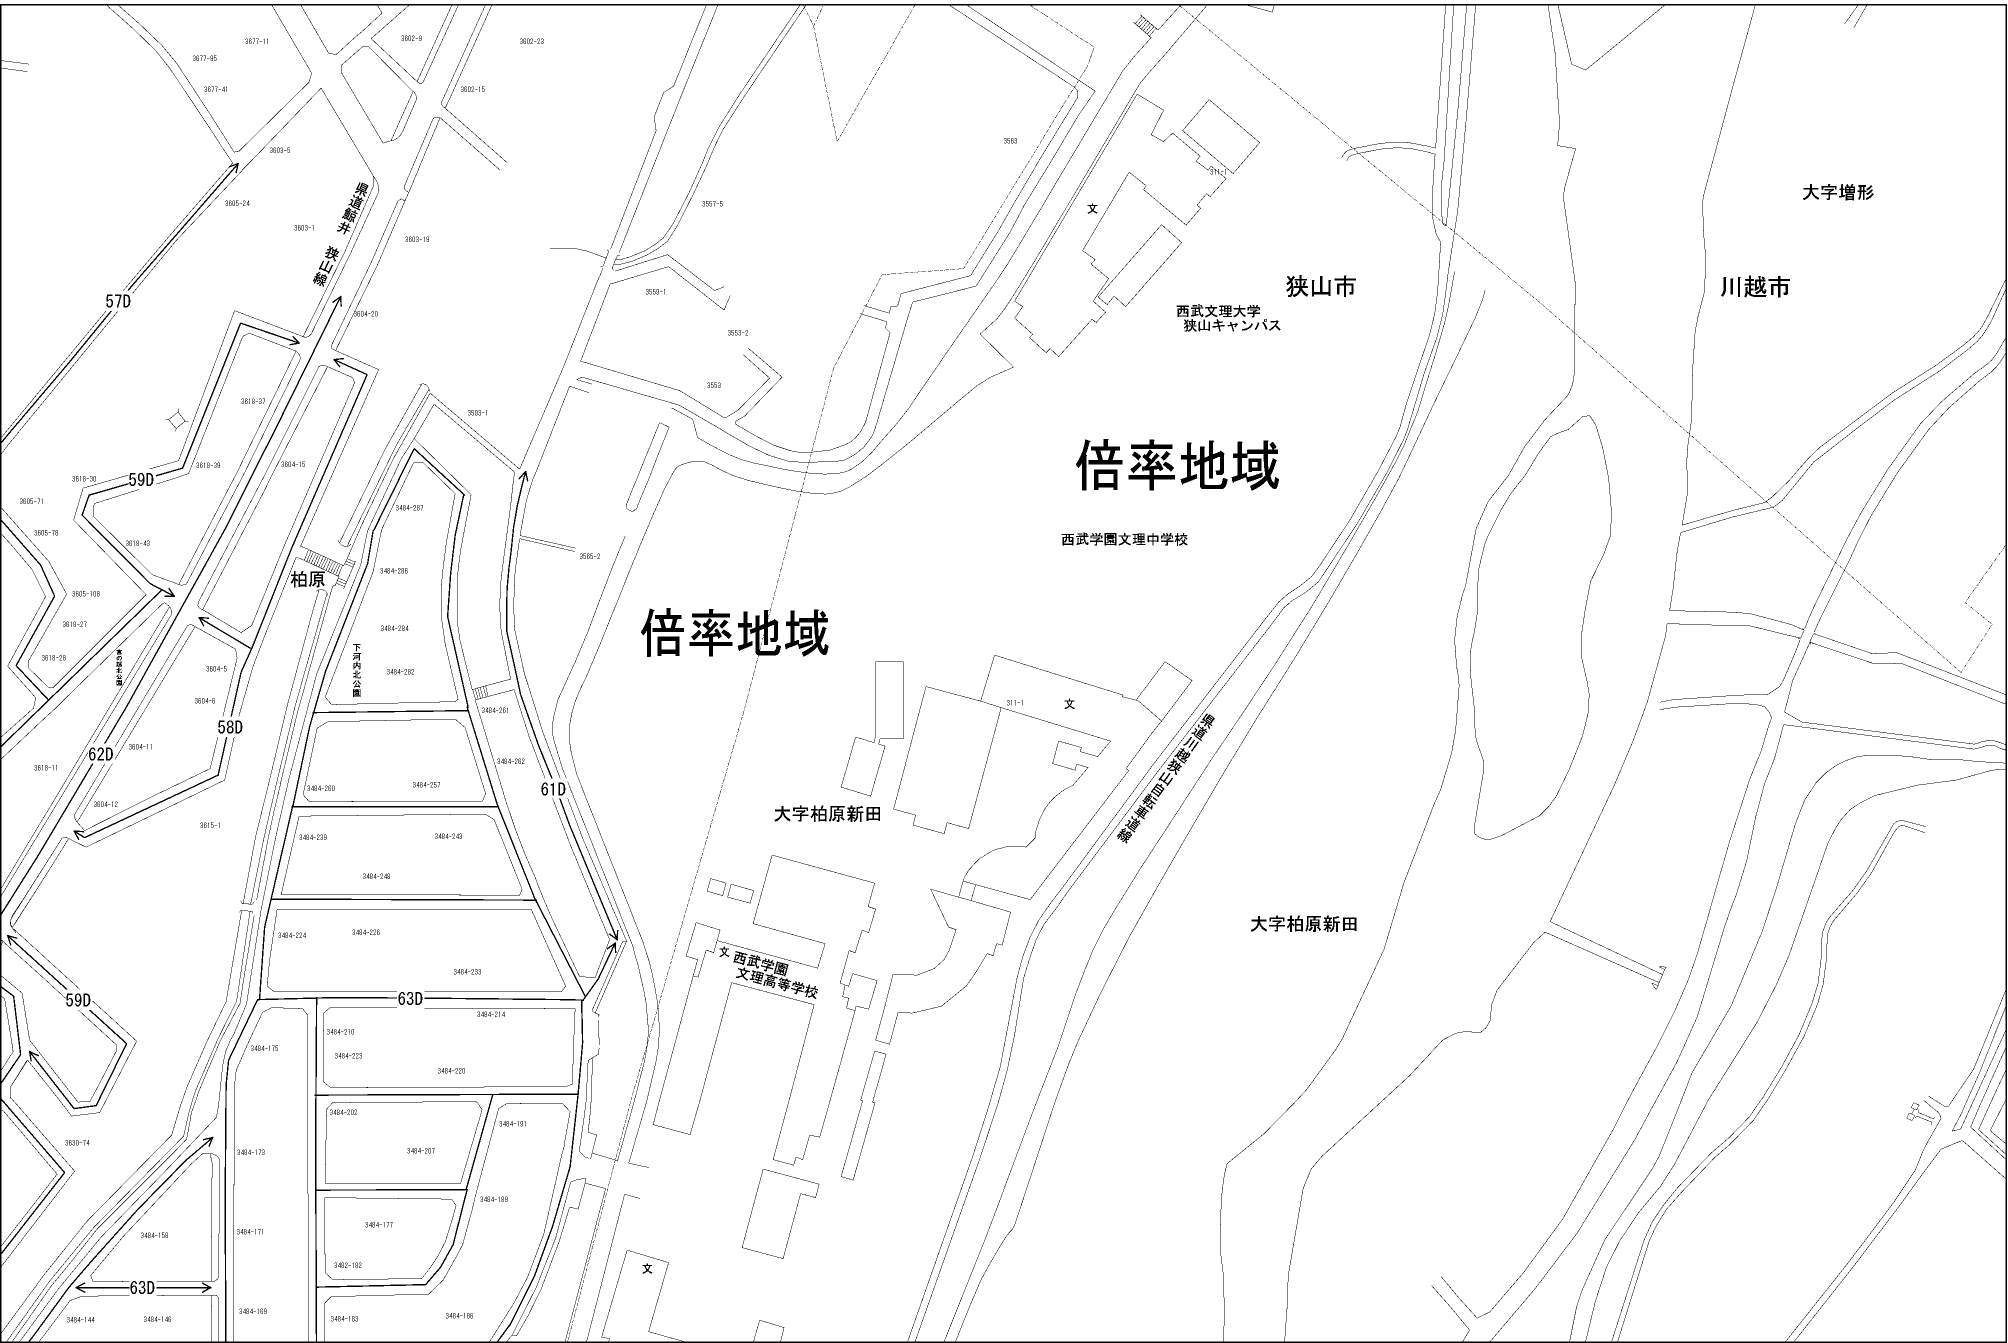 3677-11
3602-9
3602-23
3677-95
3677-41
3602-15
3603-5
3563
311-1
大字増形
3605-24
県道鯨井 狭山線
3557-5
文
3603-1
3603-19
狭山市
川越市
57D
3559-1
3604-20
西武文理大学
狭山キャンパス
3553-2
3553
3618-37
3593-1
3618-39
3604-15
倍率地域
3618-30
59D
3605-71
3484-287
3605-78
3618-43
西武学園文理中学校
3565-2
柏原
3484-286
3605-108
3618-27
3484-284
倍率地域
3618-28
宮の越北公園
3604-5
下河内北公園
3484-282
3604-6
3484-261
311-1
文
58D
県道川越狭山自転車道線
3604-11
62D
3618-11
3484-262
3484-260
3484-257
61D
3604-12
大字柏原新田
3615-1
3484-239
3484-243
3484-248
大字柏原新田
3484-224
3484-226
文
西武学園
文理高等学校
3484-233
59D
63D
3484-214
3484-210
3484-175
3484-223
3484-220
3484-202
3484-191
3630-74
3484-173
3484-207
3484-189
3484-177
3484-158
3484-171
3482-182
文
63D
3484-144
3484-146
3484-169
3484-183
3484-186